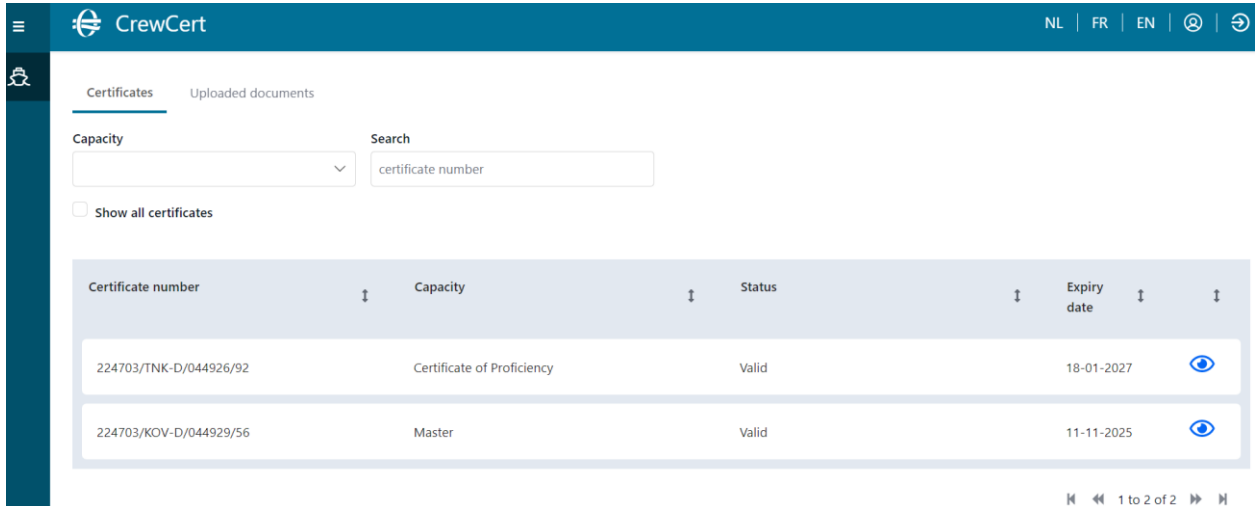 CrewCert
NL | FR | EN
Certificates Uploaded documents
Capacity Search
certificate number
Show all certificates
Certificate number Capacity Status Expiry date
224703/TNK-D/044926/92 Certificate of Proficiency Valid 18-01-2027
224703/KOV-D/044929/56 Master Valid 11-11-2025
1 to 2 of 2